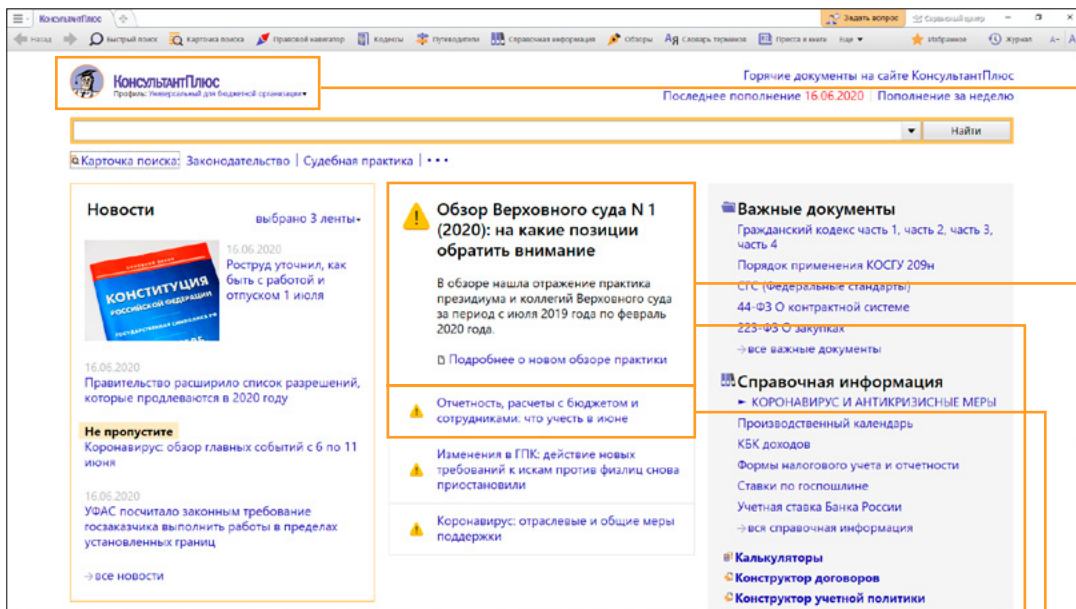 КонсультантПлюс
Задать вопрос
Сервисный центр
Назад
Быстрый поиск
Карточка поиска
Правовой навигатор
Кодексы
Путеводители
Справочная информация
Обзоры
Словарь терминов
Пресса и книги
Еще
Избранное
Журнал
КонсультантПлюс
Профиль: Универсальный для бюджетной организации
Горячие документы на сайте КонсультантПлюс
Последнее пополнение 16.06.2020 | Пополнение за неделю
Найти
Карточка поиска: Законодательство | Судебная практика | • • •
Новости
выбрано 3 ленты
16.06.2020
Роструд уточнил, как
быть с работой и
отпуском 1 июля
КОНСТИТУЦИЯ
РОССИЙСКОЙ ФЕДЕРАЦИИ
ГОСУДАРСТВЕННАЯ СИМВОЛИКА РФ
16.06.2020
Правительство расширило список разрешений,
которые продлеваются в 2020 году
Не пропустите
Коронавирус: обзор главных событий с 6 по 11
июня
16.06.2020
УФАС посчитало законным требование
госзаказчика выполнить работы в пределах
установленных границ
→все новости
Обзор Верховного суда N 1
(2020): на какие позиции
обратить внимание
В обзоре нашла отражение практика
президиума и коллегий Верховного суда
за период с июля 2019 года по февраль
2020 года.
Подробнее о новом обзоре практики
Отчетность, расчеты с бюджетом и
сотрудниками: что учесть в июне
Изменения в ГПК: действие новых
требований к искам против физлиц снова
приостановили
Коронавирус: отраслевые и общие меры
поддержки
Важные документы
Гражданский кодекс часть 1, часть 2, часть 3,
часть 4
Порядок применения КОСГУ 209н
СГС (Федеральные стандарты)
44-ФЗ О контрактной системе
223-ФЗ О закупках
→все важные документы
Справочная информация
► КОРОНАВИРУС И АНТИКРИЗИСНЫЕ МЕРЫ
Производственный календарь
КБК доходов
Формы налогового учета и отчетности
Ставки по госпошлине
Учетная ставка Банка России
→вся справочная информация
Калькуляторы
Конструктор договоров
Конструктор учетной политики